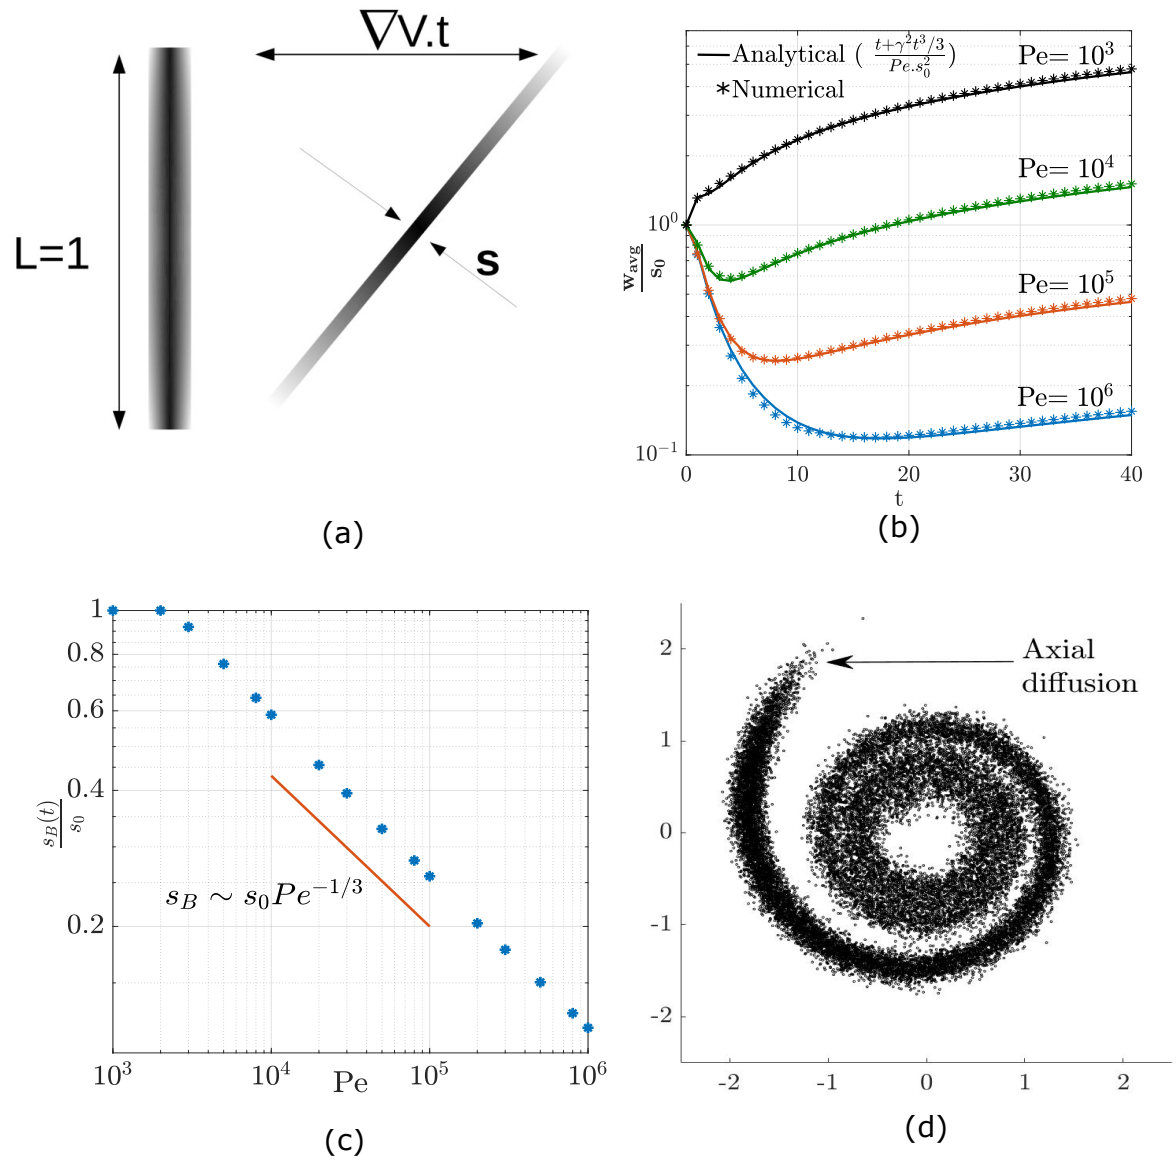 ∇V.t
L=1
s
(a)
Analytical ( t+γ²t³/3 / Pe.s₀² )
*Numerical
Pe= 10³
Pe= 10⁴
Pe= 10⁵
Pe= 10⁶
w_avg / s₀
10⁰
10⁻¹
0 10 20 30 40
t
(b)
s_B(t) / s₀
1
0.8
0.6
0.4
0.2
s_B ∼ s₀Pe⁻¹/³
10³ 10⁴ 10⁵ 10⁶
Pe
(c)
Axial
diffusion
2
1
0
-1
-2
-2 -1 0 1 2
(d)